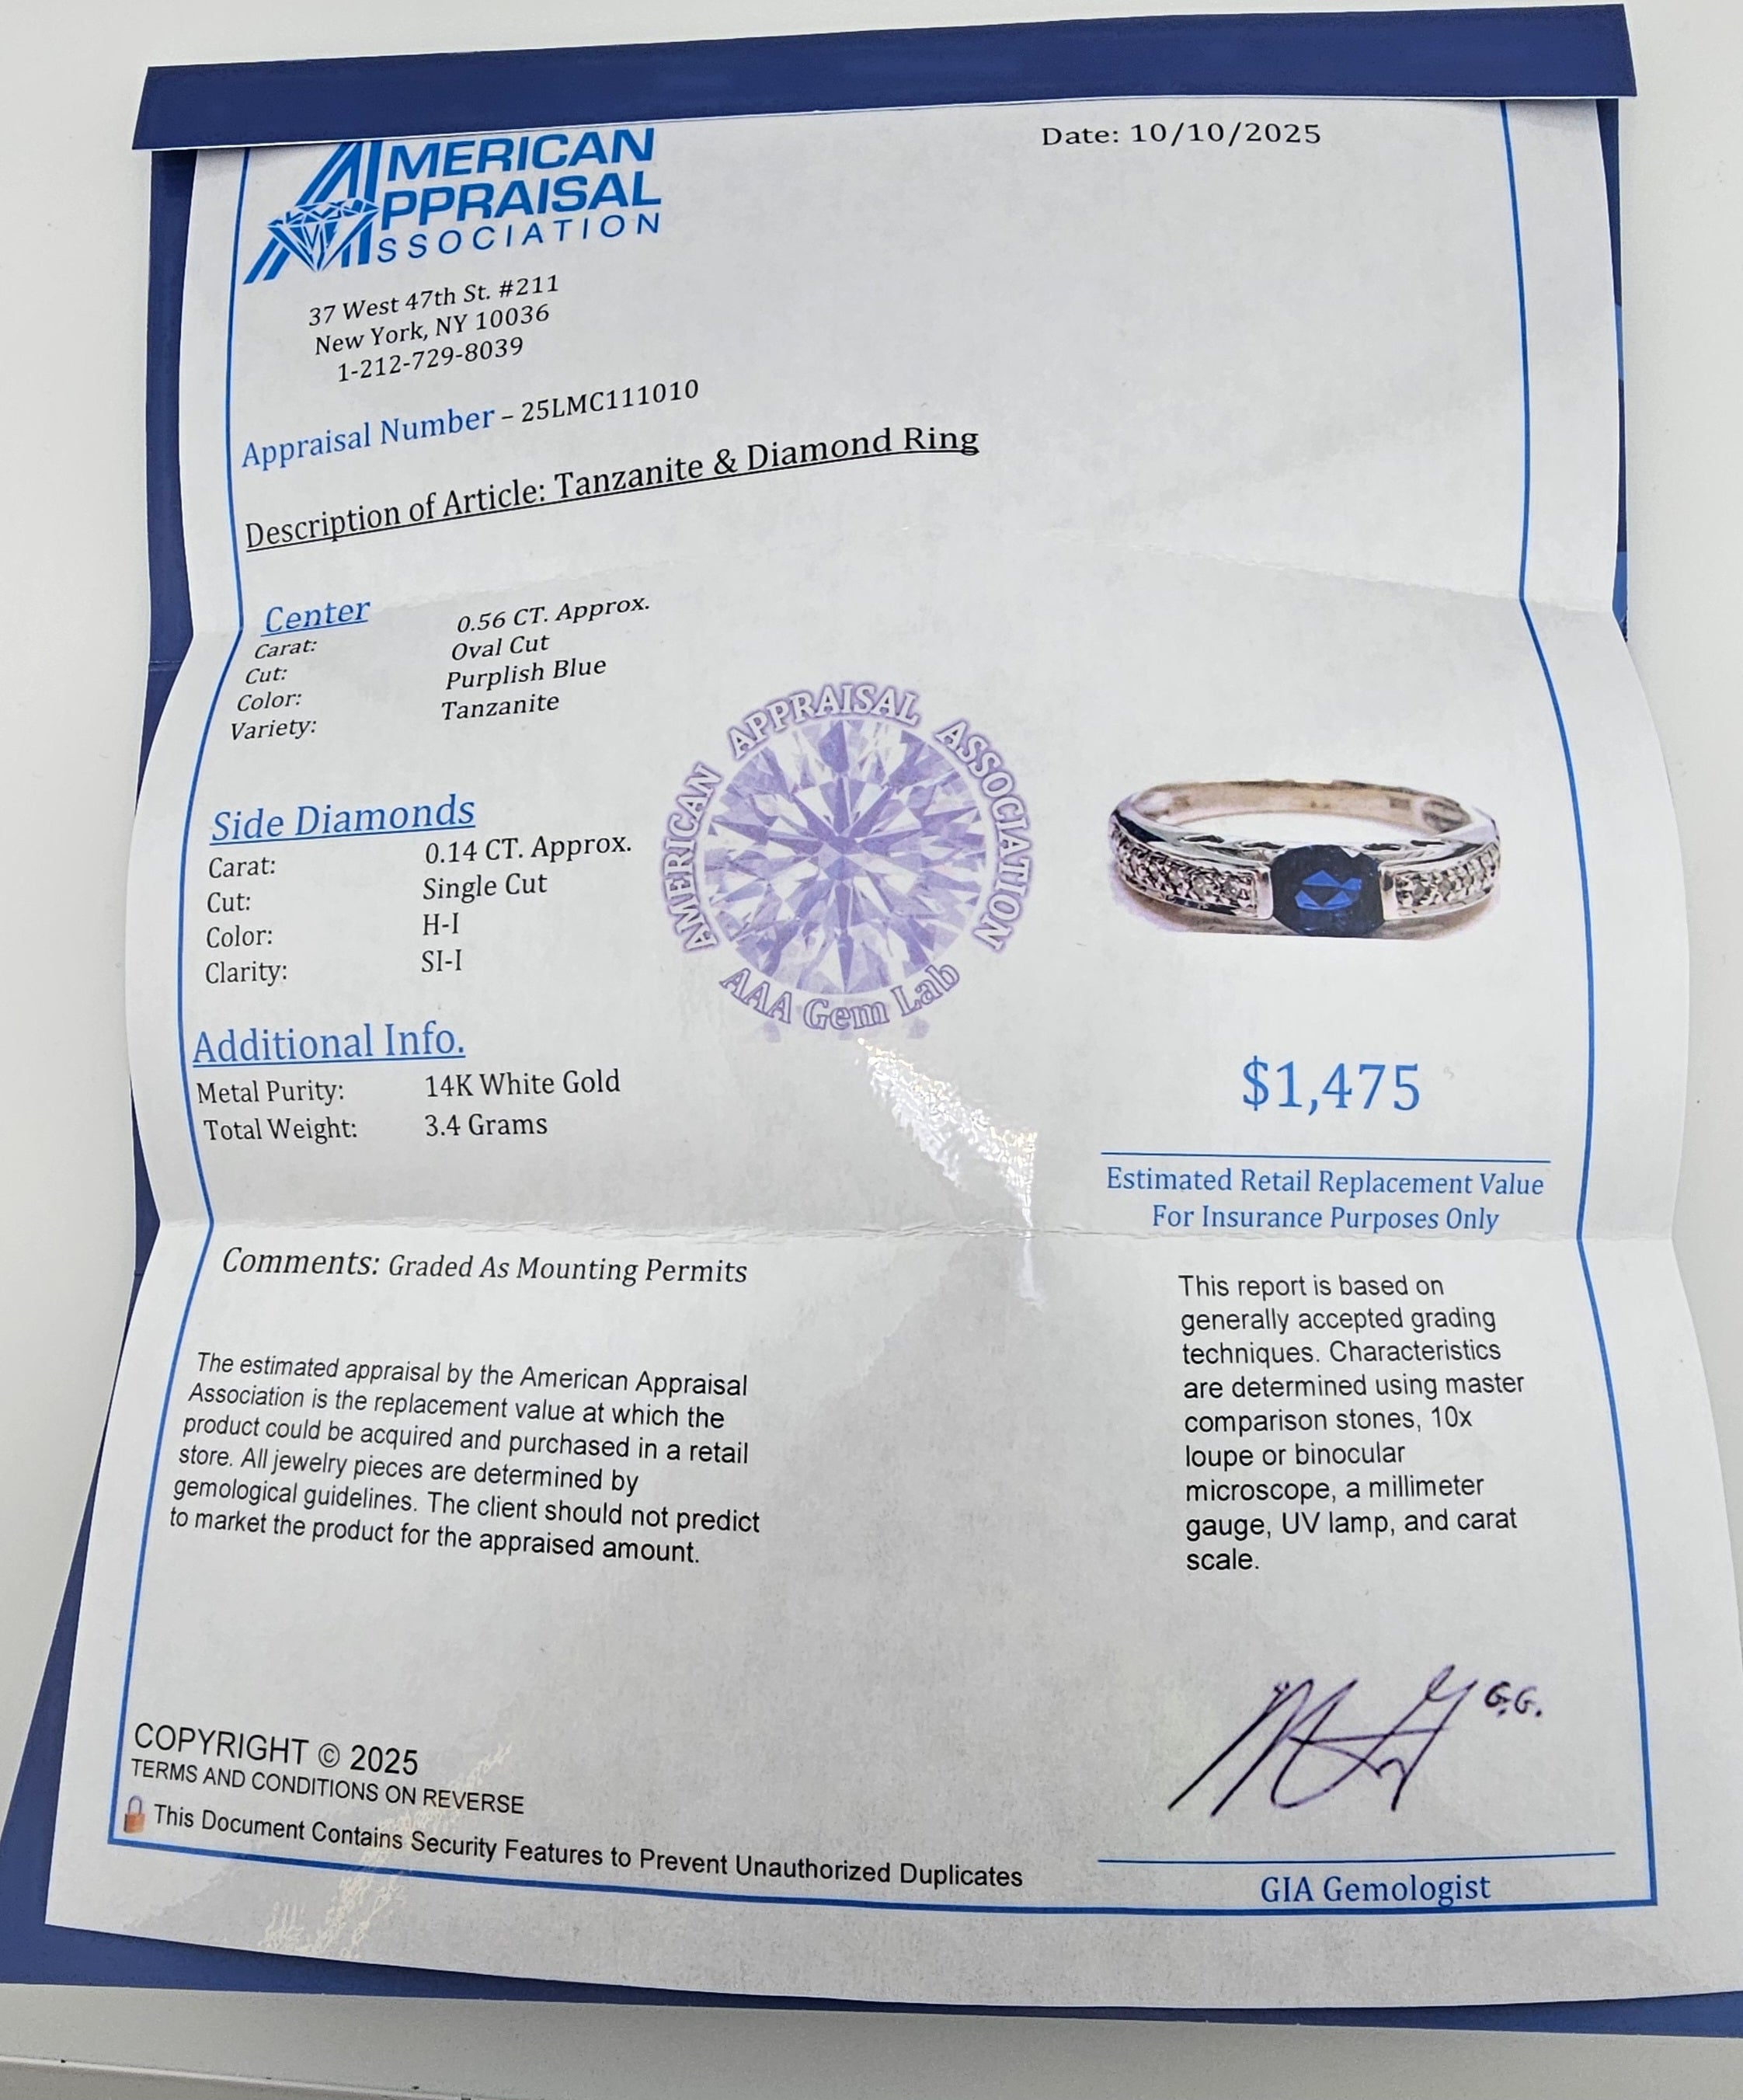 AMERICAN
APPRAISAL
ASSOCIATION
Date: 10/10/2025
37 West 47th St. #211
New York, NY 10036
1-212-729-8039
Appraisal Number – 25LMC111010
Description of Article: Tanzanite & Diamond Ring
Center
Carat: 0.56 CT. Approx.
Cut: Oval Cut
Color: Purplish Blue
Variety: Tanzanite
Side Diamonds
Carat: 0.14 CT. Approx.
Cut: Single Cut
Color: H-I
Clarity: SI-I
AMERICAN APPRAISAL ASSOCIATION
AAA Gem Lab
Additional Info.
Metal Purity: 14K White Gold
Total Weight: 3.4 Grams
$1,475
Estimated Retail Replacement Value
For Insurance Purposes Only
Comments: Graded As Mounting Permits
The estimated appraisal by the American Appraisal
Association is the replacement value at which the
product could be acquired and purchased in a retail
store. All jewelry pieces are determined by
gemological guidelines. The client should not predict
to market the product for the appraised amount.
This report is based on
generally accepted grading
techniques. Characteristics
are determined using master
comparison stones, 10x
loupe or binocular
microscope, a millimeter
gauge, UV lamp, and carat
scale.
G.G.
GIA Gemologist
COPYRIGHT © 2025
TERMS AND CONDITIONS ON REVERSE
This Document Contains Security Features to Prevent Unauthorized Duplicates